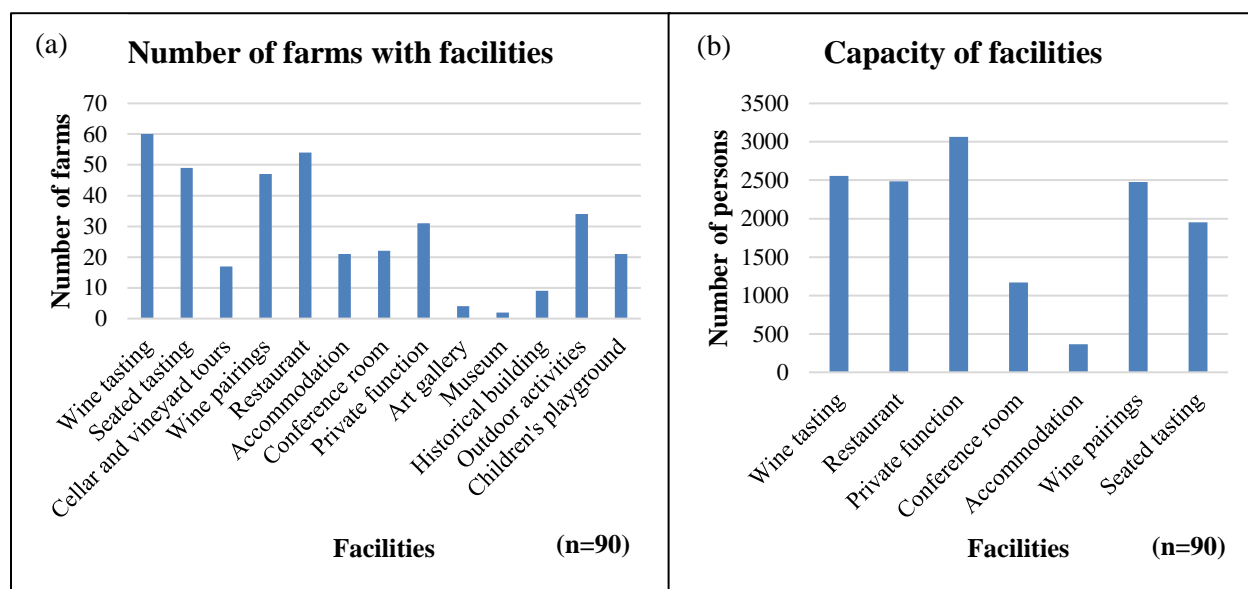 (a)
Number of farms with facilities
Number of farms
70
60
50
40
30
20
10
0
Wine tasting
Seated tasting
Cellar and vineyard tours
Wine pairings
Restaurant
Accommodation
Conference room
Private function
Art gallery
Museum
Historical building
Outdoor activities
Children's playground
Facilities
(n=90)
(b)
Capacity of facilities
Number of persons
3500
3000
2500
2000
1500
1000
500
0
Wine tasting
Restaurant
Private function
Conference room
Accommodation
Wine pairings
Seated tasting
Facilities
(n=90)